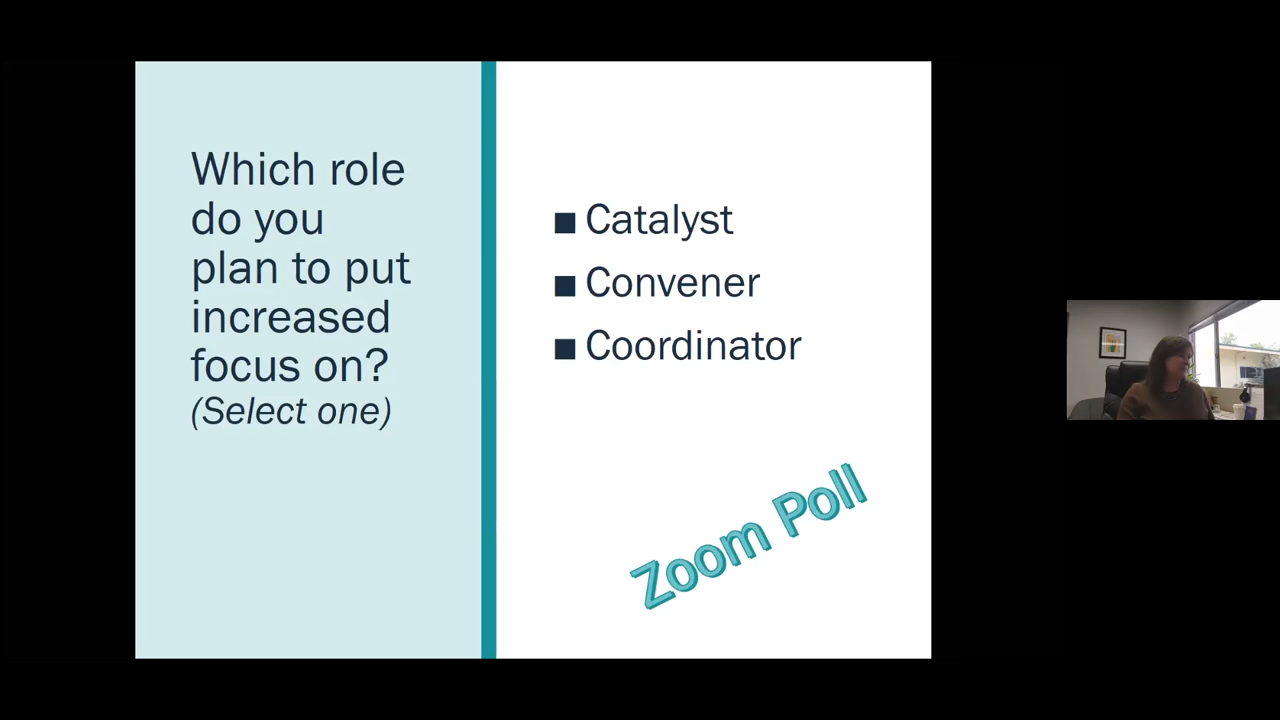 Which role
do you
plan to put
increased
focus on?
(Select one)
■ Catalyst
■ Convener
■ Coordinator
Zoom Poll